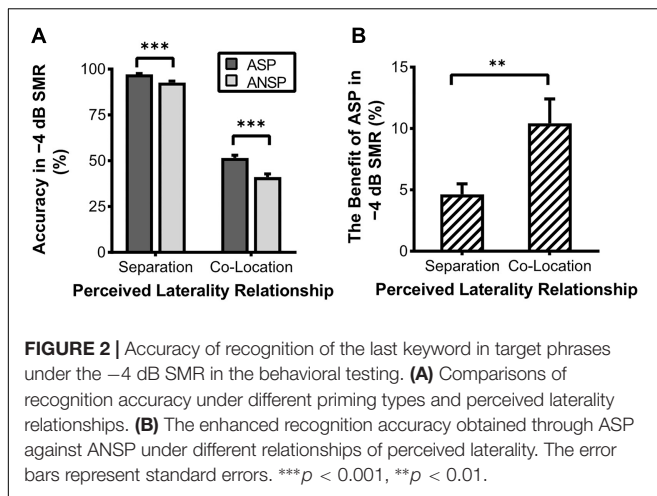 A
***
ASP
ANSP
***
100
75
50
25
0
Accuracy in −4 dB SMR
(%)
Separation Co-Location
Perceived Laterality Relationship
B
**
15
10
5
0
The Benefit of ASP in
−4 dB SMR (%)
Separation Co-Location
Perceived Laterality Relationship
FIGURE 2 | Accuracy of recognition of the last keyword in target phrases
under the −4 dB SMR in the behavioral testing. (A) Comparisons of
recognition accuracy under different priming types and perceived laterality
relationships. (B) The enhanced recognition accuracy obtained through ASP
against ANSP under different relationships of perceived laterality. The error
bars represent standard errors. ***p < 0.001, **p < 0.01.